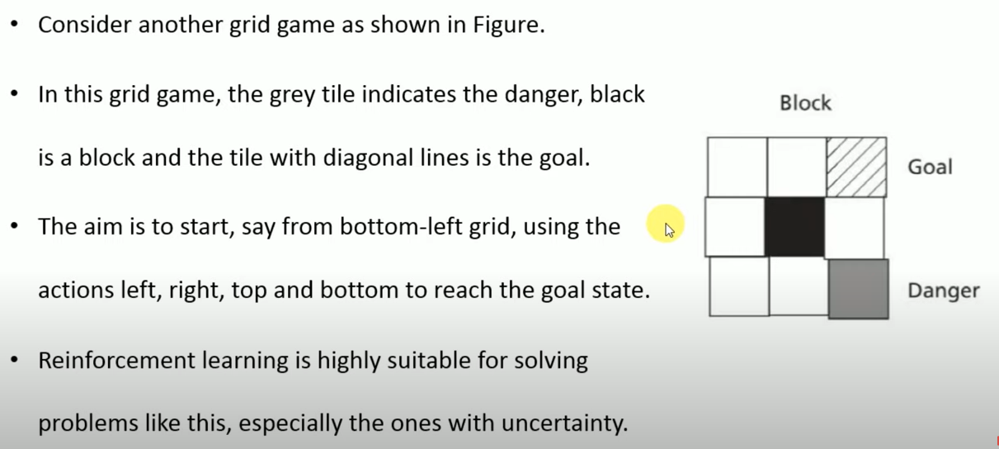 • Consider another grid game as shown in Figure.
• In this grid game, the grey tile indicates the danger, black
is a block and the tile with diagonal lines is the goal.
• The aim is to start, say from bottom-left grid, using the
actions left, right, top and bottom to reach the goal state.
• Reinforcement learning is highly suitable for solving
problems like this, especially the ones with uncertainty.
Block
Goal
Danger